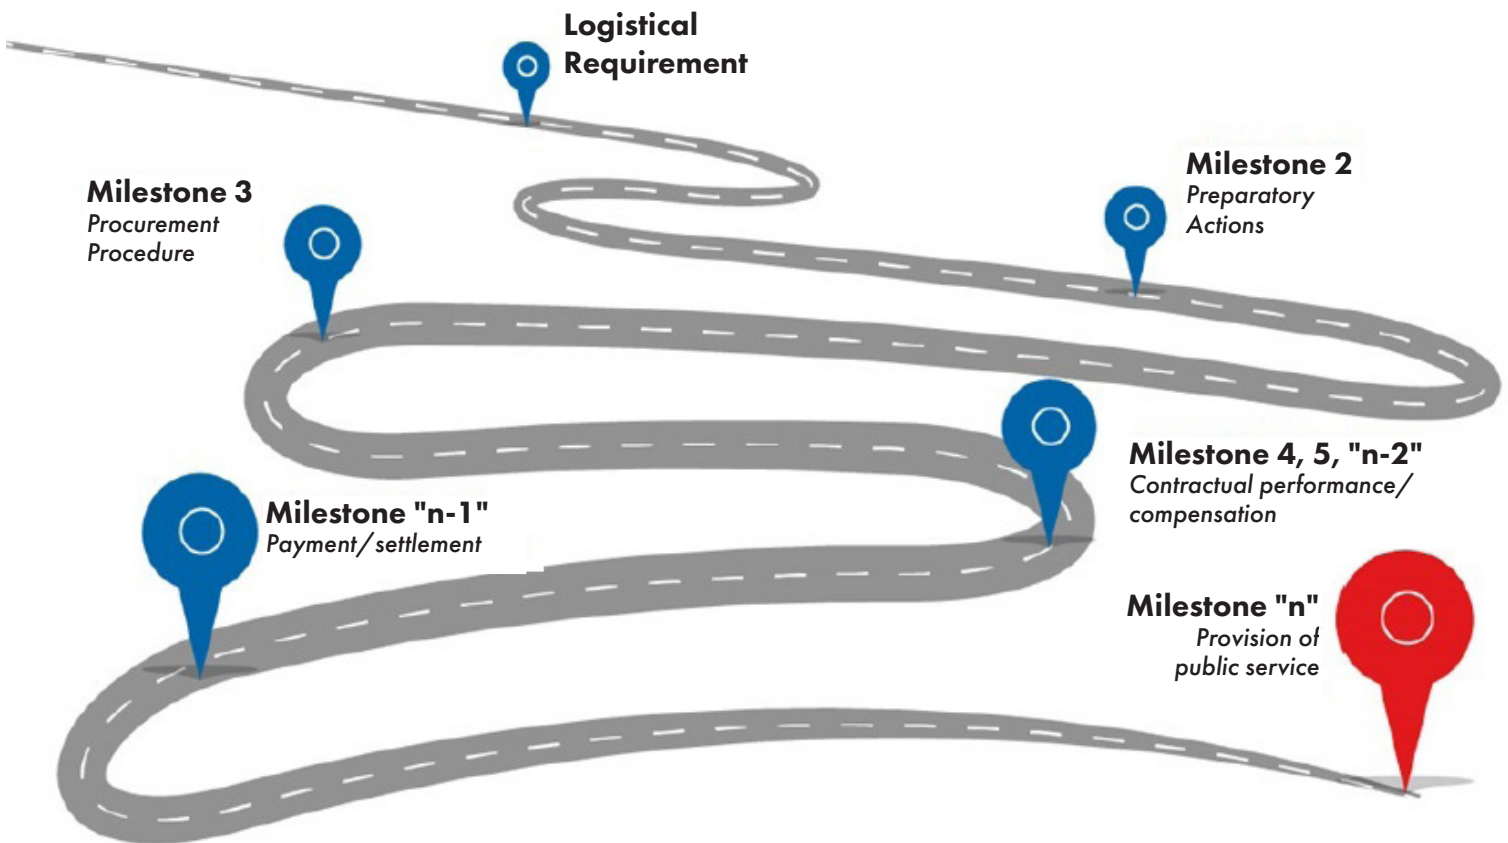 Logistical
Requirement
Milestone 2
Preparatory
Actions
Milestone 3
Procurement
Procedure
Milestone 4, 5, "n-2"
Contractual performance/
compensation
Milestone "n-1"
Payment/settlement
Milestone "n"
Provision of
public service